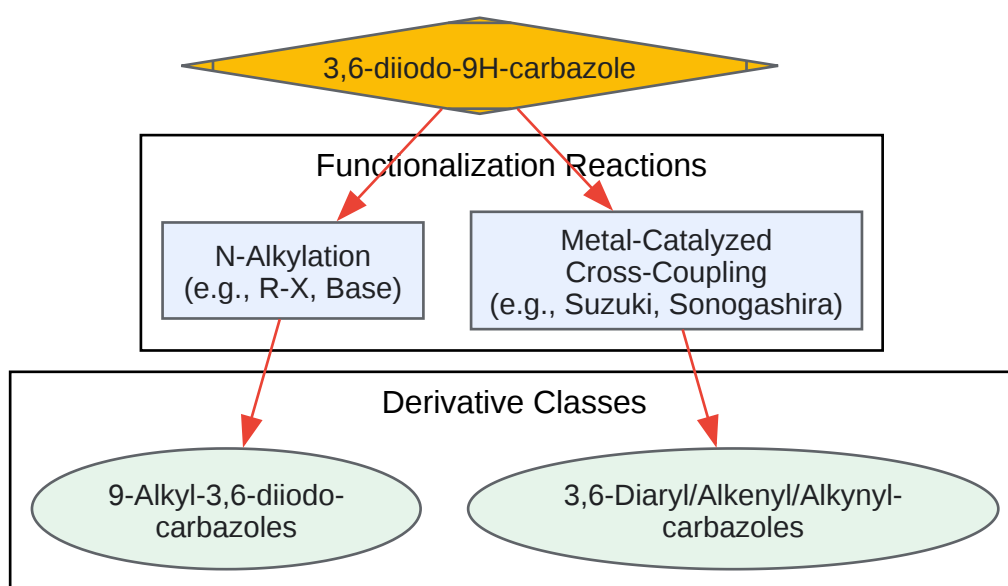 3,6-diiodo-9H-carbazole
Functionalization Reactions
N-Alkylation
(e.g., R-X, Base)
Metal-Catalyzed
Cross-Coupling
(e.g., Suzuki, Sonogashira)
Derivative Classes
9-Alkyl-3,6-diiodo-
carbazoles
3,6-Diaryl/Alkenyl/Alkynyl-
carbazoles